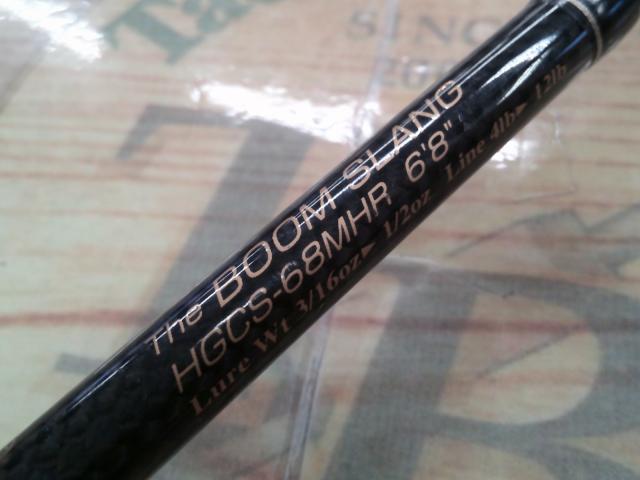 The BOOM SLANG
HGCS-68MHR 6'8"
Lure Wt 3/16oz▶1/2oz Line 4lb▶12lb